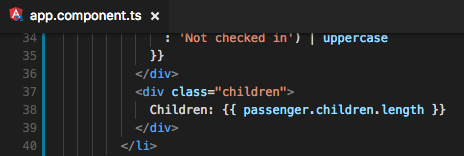 app.component.ts ×
34 : 'Not checked in') | uppercase
35 }}
36 </div>
37 <div class="children">
38 Children: {{ passenger.children.length }}
39 </div>
40 </li>